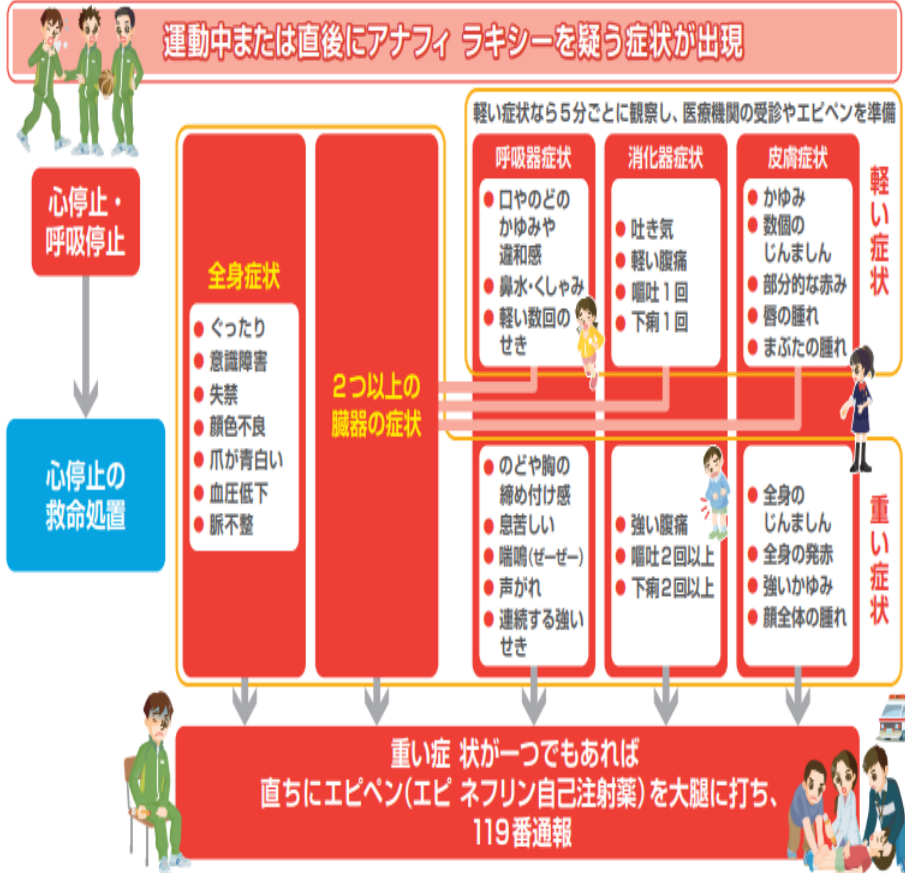 運動中または直後にアナフィ ラキシーを疑う症状が出現
心停止・
呼吸停止
心停止の
救命処置
全身症状
● ぐったり
● 意識障害
● 失禁
● 顔色不良
● 爪が青白い
● 血圧低下
● 脈不整
2つ以上の
臓器の症状
軽い症状なら5分ごとに観察し、医療機関の受診やエピペンを準備
軽い症状
呼吸器症状
● 口やのどの
かゆみや
違和感
● 鼻水・くしゃみ
● 軽い数回の
せき
消化器症状
● 吐き気
● 軽い腹痛
● 嘔吐1回
● 下痢1回
皮膚症状
● かゆみ
● 数個の
じんましん
● 部分的な赤み
● 唇の腫れ
● まぶたの腫れ
重い症状
● のどや胸の
締め付け感
● 息苦しい
● 喘鳴(ぜーぜー)
● 声がれ
● 連続する強い
せき
● 強い腹痛
● 嘔吐2回以上
● 下痢2回以上
● 全身の
じんましん
● 全身の発赤
● 強いかゆみ
● 顔全体の腫れ
重い症 状が一つでもあれば
直ちにエピペン(エピ ネフリン自己注射薬)を大腿に打ち、
119番通報